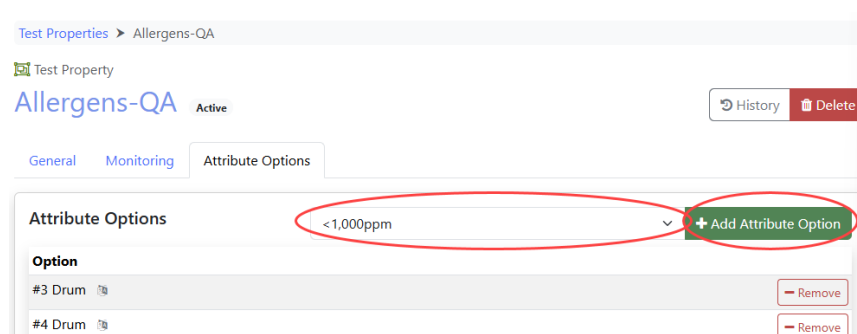 Test Properties > Allergens-QA
Test Property
Allergens-QA Active
History Delete
General Monitoring Attribute Options
Attribute Options <1,000ppm + Add Attribute Option
Option
#3 Drum − Remove
#4 Drum − Remove